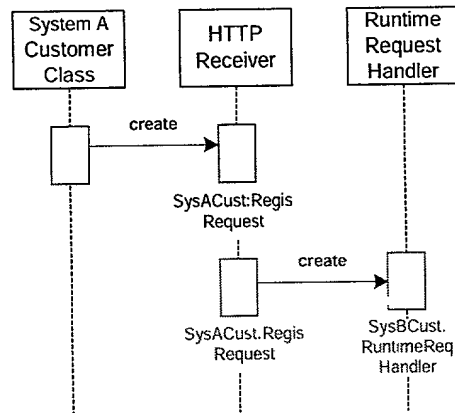 System A
Customer
Class
HTTP
Receiver
Runtime
Request
Handler
create
SysACust:Regis
Request
create
SysACust.Regis
Request
SysBCust.
RuntimeReq
Handler